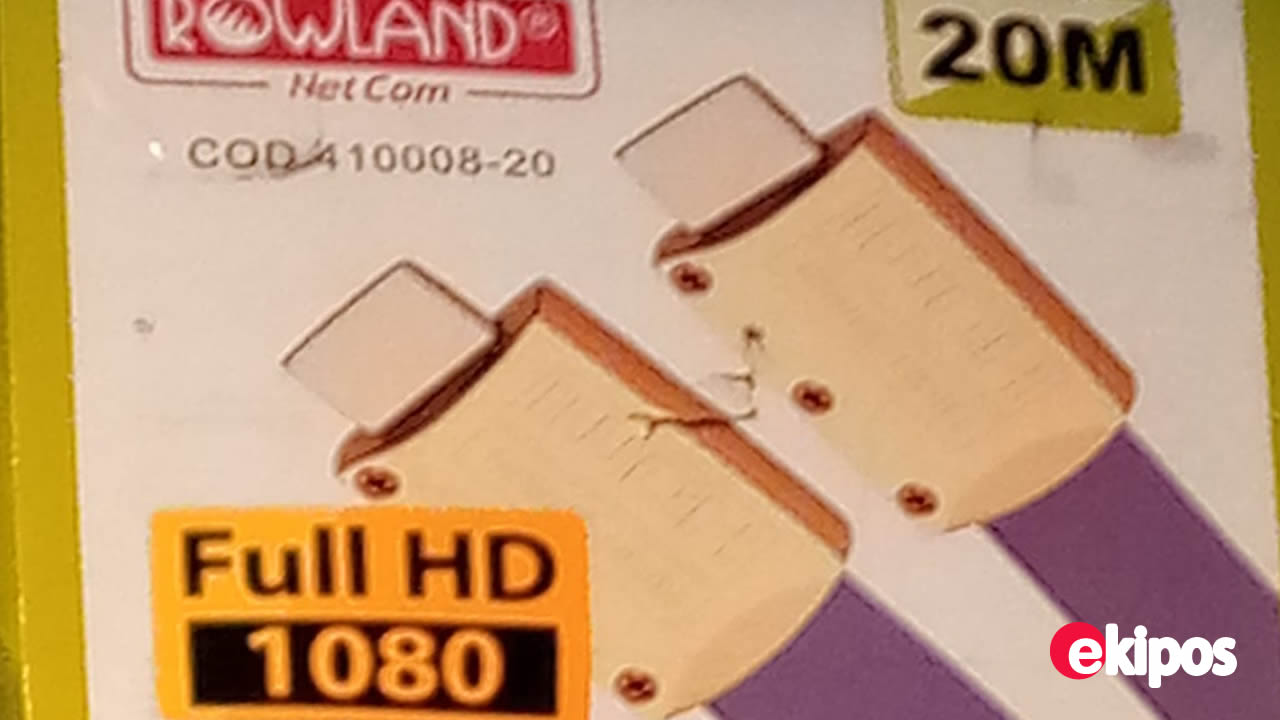 ROWLAND®
Net Com
20M
COD 410008-20
Full HD
1080
ekipos